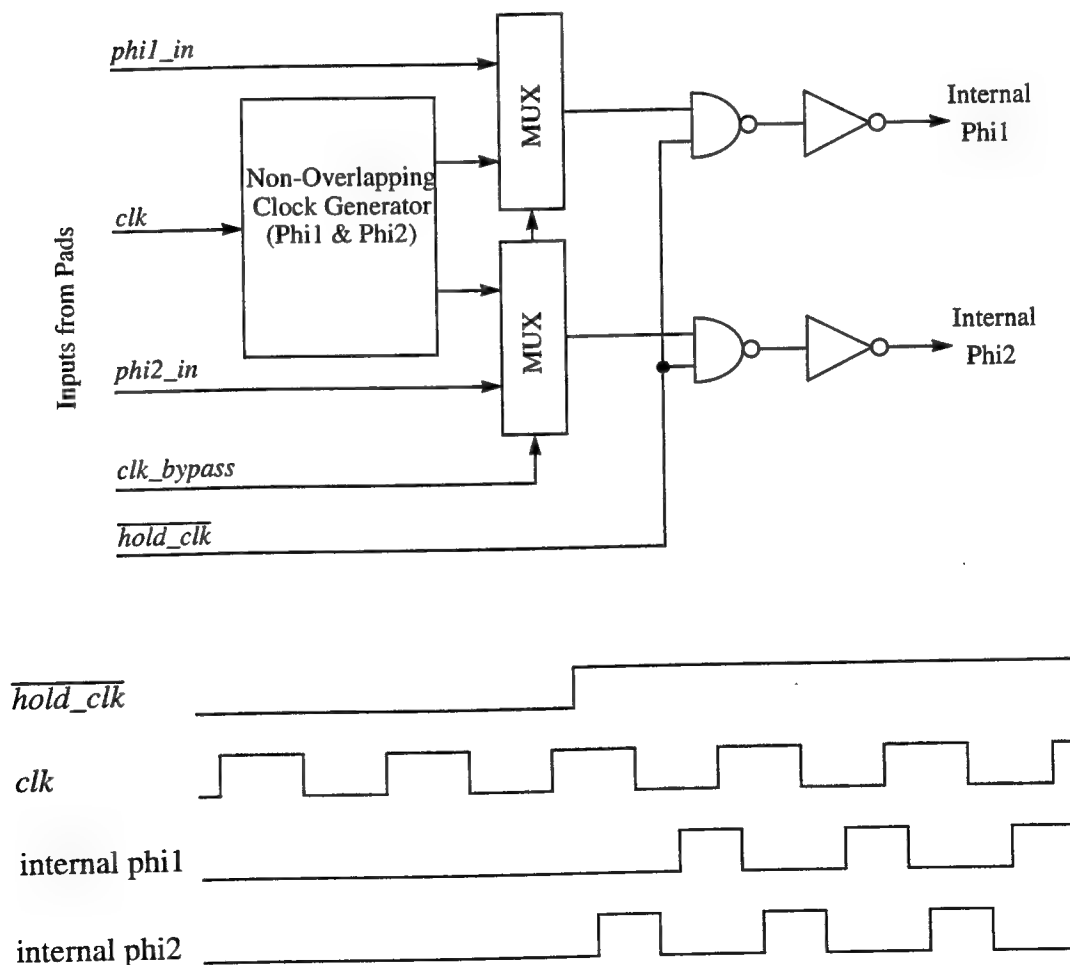 phi1_in
MUX
Internal
Phi1
Non-Overlapping
Clock Generator
(Phi1 & Phi2)
clk
Inputs from Pads
MUX
Internal
Phi2
phi2_in
clk_bypass
hold_clk
hold_clk
clk
internal phi1
internal phi2